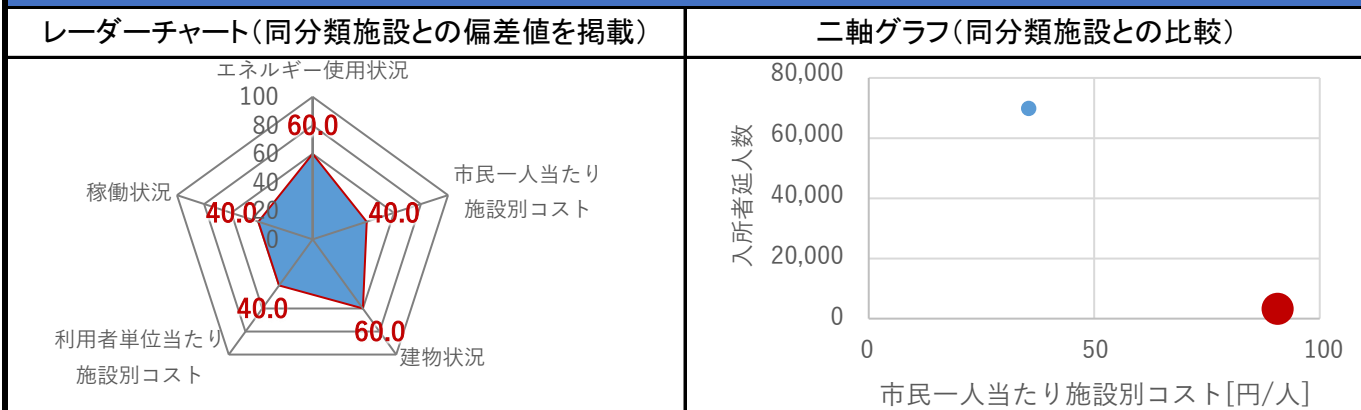 レーダーチャート(同分類施設との偏差値を掲載)
二軸グラフ(同分類施設との比較)
エネルギー使用状況
100
80
60
40
20
0
60.0
市民一人当たり
施設別コスト
40.0
建物状況
60.0
利用者単位当たり
施設別コスト
40.0
稼働状況
40.0
入所者延人数
80,000
60,000
40,000
20,000
0
0
50
100
市民一人当たり施設別コスト[円/人]